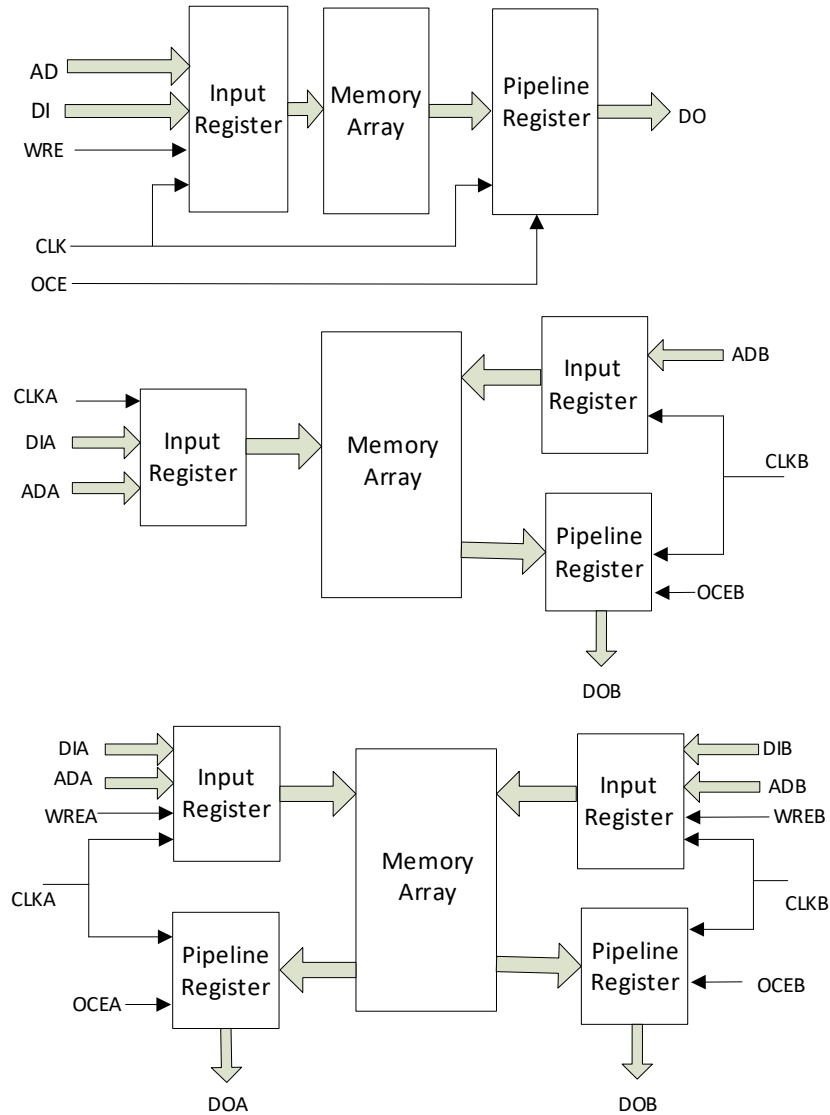 AD
DI
WRE
CLK
OCE
Input
Register
Memory
Array
Pipeline
Register
DO
CLKA
DIA
ADA
Input
Register
Memory
Array
Input
Register
ADB
CLKB
Pipeline
Register
OCEB
DOB
DIA
ADA
WREA
CLKA
OCEA
Input
Register
Pipeline
Register
DOA
Memory
Array
Input
Register
DIB
ADB
WREB
CLKB
Pipeline
Register
OCEB
DOB